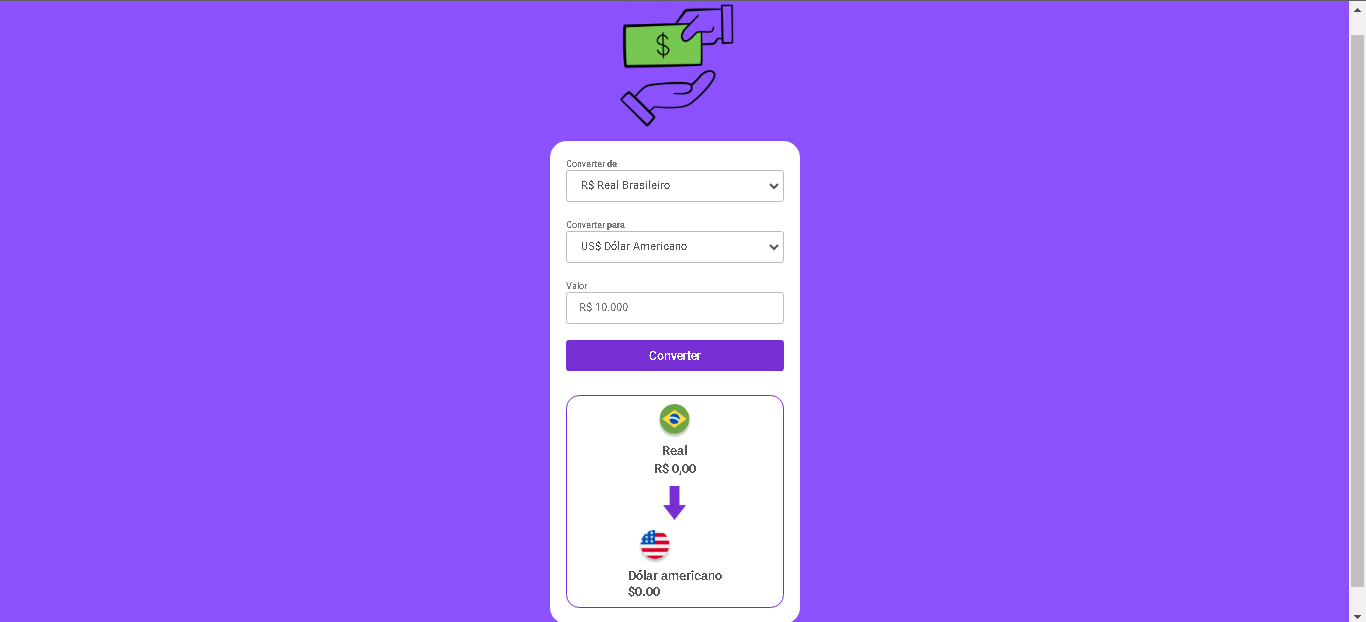 $
Converter de
R$ Real Brasileiro
Converter para
US$ Dólar Americano
Valor
R$ 10.000
Converter
Real
R$ 0,00
Dólar americano
$0.00